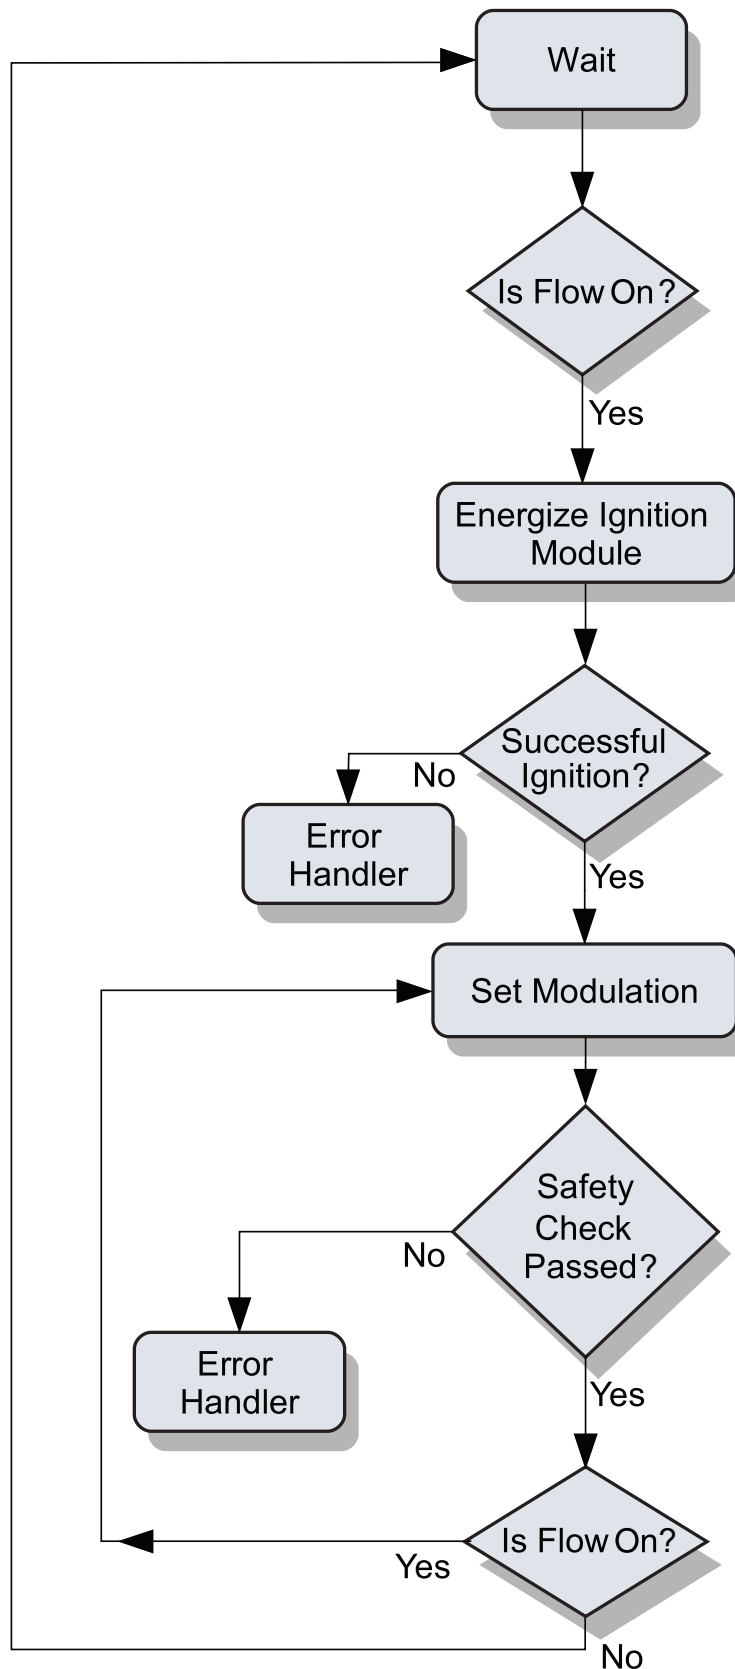 Wait
Is Flow On?
Yes
Energize Ignition
Module
Successful
Ignition?
No
Error
Handler
Yes
Set Modulation
Safety
Check
Passed?
No
Error
Handler
Yes
Is Flow On?
Yes
No